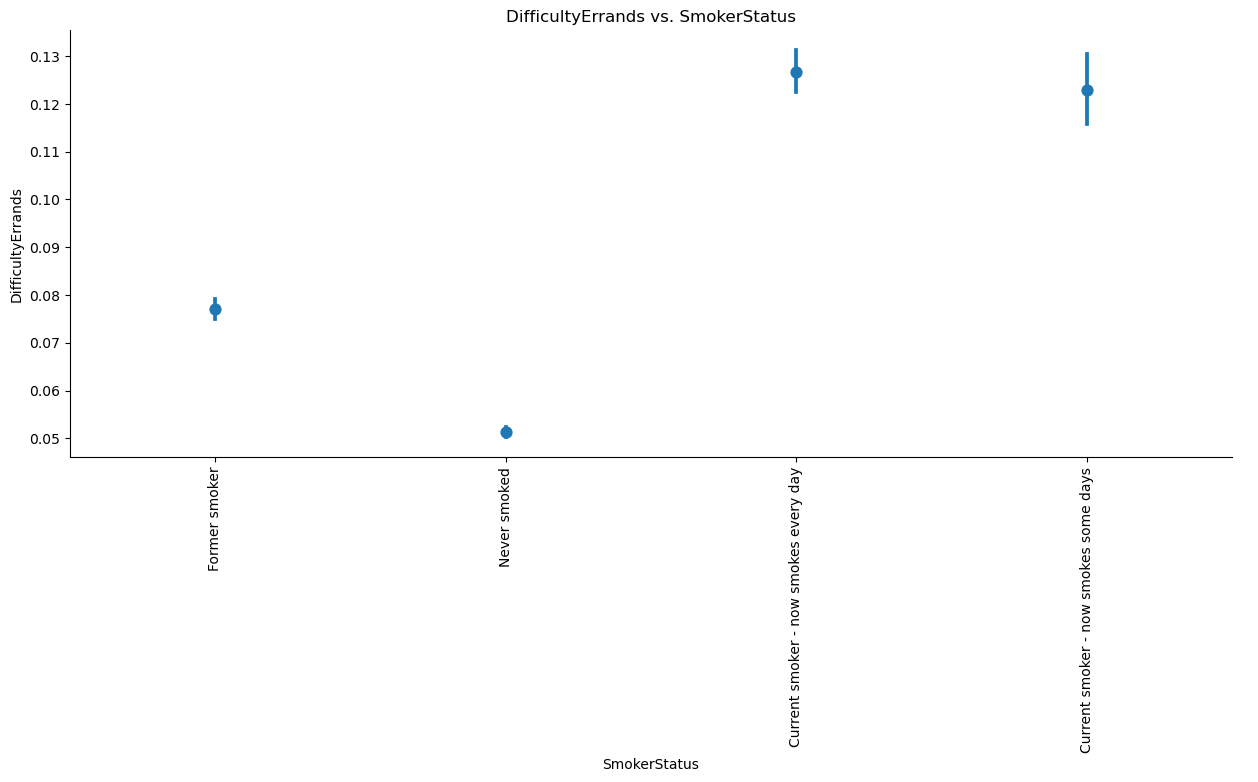 DifficultyErrands vs. SmokerStatus
DifficultyErrands
0.13
0.12
0.11
0.10
0.09
0.08
0.07
0.06
0.05
Former smoker
Never smoked
Current smoker - now smokes every day
Current smoker - now smokes some days
SmokerStatus